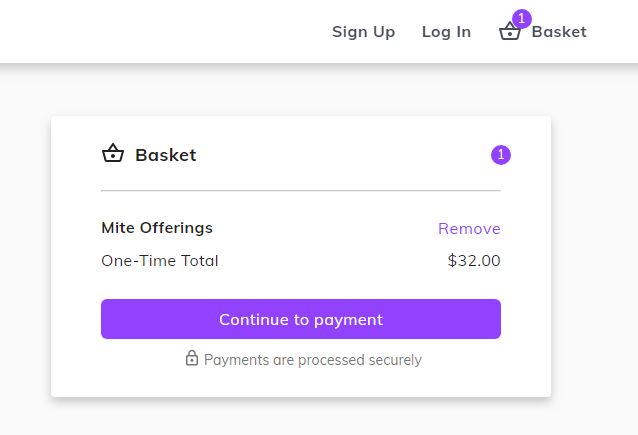 Sign Up Log In 1 Basket
Basket 1
Mite Offerings Remove
One-Time Total $32.00
Continue to payment
Payments are processed securely